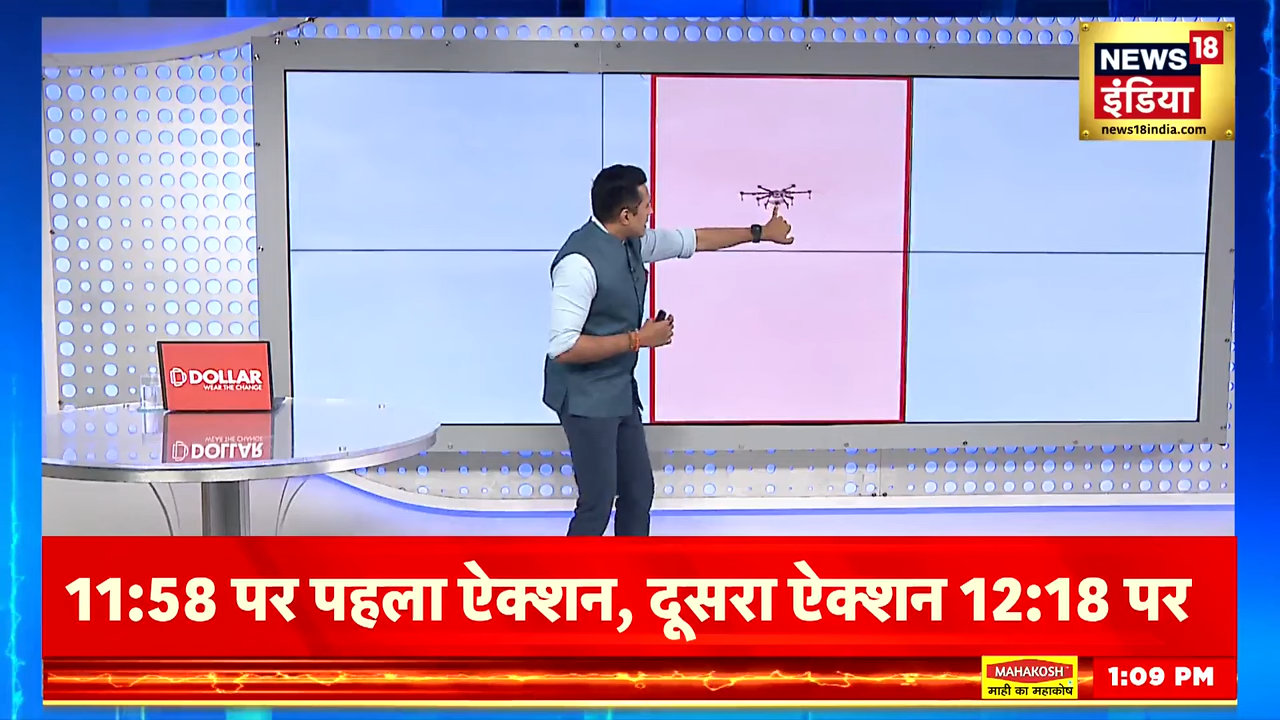 NEWS 18
इंडिया
news18india.com
DOLLAR
WEAR THE CHANGE
11:58 पर पहला ऐक्शन, दूसरा ऐक्शन 12:18 पर
MAHAKOSH
माही का महाकोष
1:09 PM